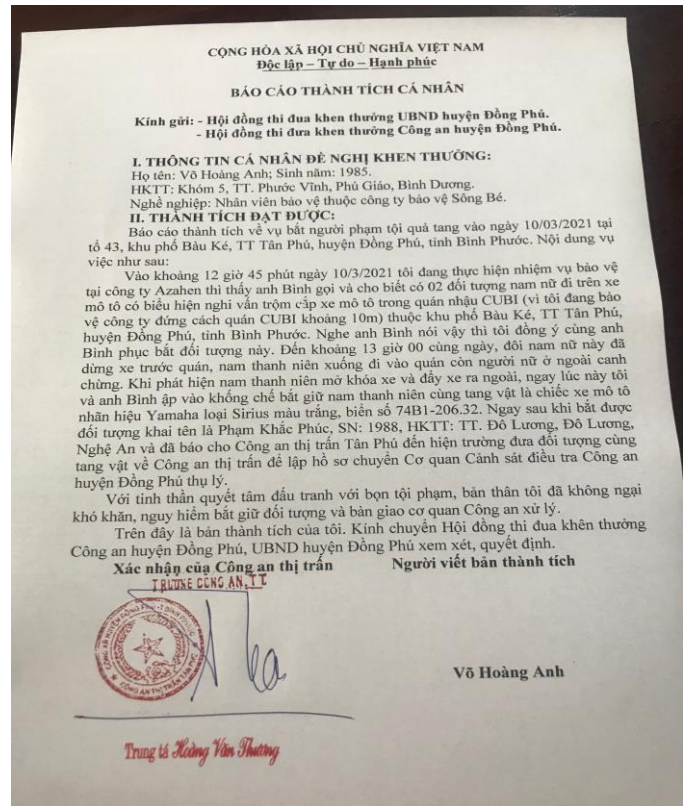 CỘNG HÒA XÃ HỘI CHỦ NGHĨA VIỆT NAM
Độc lập – Tự do – Hạnh phúc
BÁO CÁO THÀNH TÍCH CÁ NHÂN
Kính gửi: - Hội đồng thi đua khen thưởng UBND huyện Đồng Phú.
- Hội đồng thi đua khen thưởng Công an huyện Đồng Phú.
I. THÔNG TIN CÁ NHÂN ĐỀ NGHỊ KHEN THƯỞNG:
Họ tên: Võ Hoàng Anh; Sinh năm: 1985.
HKTT: Khóm 5, TT. Phước Vĩnh, Phú Giáo, Bình Dương.
Nghề nghiệp: Nhân viên bảo vệ thuộc công ty bảo vệ Sông Bé.
II. THÀNH TÍCH ĐẠT ĐƯỢC:
Báo cáo thành tích về vụ bắt người phạm tội quả tang vào ngày 10/03/2021 tại
tổ 43, khu phố Bàu Ké, TT Tân Phú, huyện Đồng Phú, tỉnh Bình Phước. Nội dung vụ
việc như sau:
Vào khoảng 12 giờ 45 phút ngày 10/3/2021 tôi đang thực hiện nhiệm vụ bảo vệ
tại công ty Azahen thì thấy anh Bình gọi và cho biết có 02 đối tượng nam nữ đi trên xe
mô tô có biểu hiện nghi vấn trộm cắp xe mô tô trong quán nhậu CUBI (vì tôi đang bảo
vệ công ty đứng cách quán CUBI khoảng 10m) thuộc khu phố Bàu Ké, TT Tân Phú,
huyện Đồng Phú, tỉnh Bình Phước. Nghe anh Bình nói vậy thì tôi đồng ý cùng anh
Bình phục bắt đối tượng này. Đến khoảng 13 giờ 00 cùng ngày, đôi nam nữ này đã
dừng xe trước quán, nam thanh niên xuống đi vào quán còn người nữ ở ngoài canh
chừng. Khi phát hiện nam thanh niên mở khóa xe và đẩy xe ra ngoài, ngay lúc này tôi
và anh Bình ập vào khống chế bắt giữ nam thanh niên cùng tang vật là chiếc xe mô tô
nhãn hiệu Yamaha loại Sirius màu trắng, biển số 74B1-206.32. Ngay sau khi bắt được
đối tượng khai tên là Phạm Khắc Phúc, SN: 1988, HKTT: TT. Đô Lương, Đô Lương,
Nghệ An và đã báo cho Công an thị trấn Tân Phú đến hiện trường đưa đối tượng cùng
tang vật về Công an thị trấn để lập hồ sơ chuyển Cơ quan Cảnh sát điều tra Công an
huyện Đồng Phú thụ lý.
Với tinh thần quyết tâm đấu tranh với bọn tội phạm, bản thân tôi đã không ngại
khó khăn, nguy hiểm bắt giữ đối tượng và bàn giao cơ quan Công an xử lý.
Trên đây là bản thành tích của tôi. Kính chuyển Hội đồng thi đua khên thưởng
Công an huyện Đồng Phú, UBND huyện Đồng Phú xem xét, quyết định.
Xác nhận của Công an thị trấn Người viết bản thành tích
TRƯỞNG CÔNG AN TT
CÔNG AN THỊ TRẤN TÂN PHÚ
Võ Hoàng Anh
Trung tá Hoàng Văn Thương